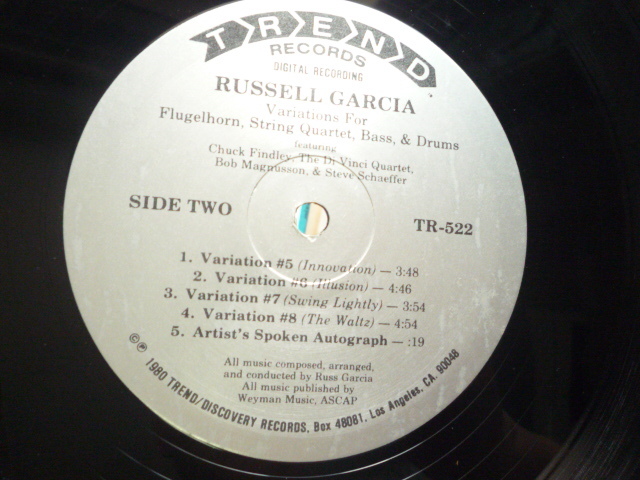 TREND
RECORDS
DIGITAL RECORDING
RUSSELL GARCIA
Variations For
Flugelhorn, String Quartet, Bass, & Drums
featuring
Chuck Findley, The Di Vinci Quartet,
Bob Magnusson, & Steve Schaeffer
SIDE TWO
TR-522
1. Variation #5 (Innovation) — 3:48
2. Variation #6 (Illusion) — 4:46
3. Variation #7 (Swing Lightly) — 3:54
4. Variation #8 (The Waltz) — 4:54
5. Artist's Spoken Autograph — :19
All music composed, arranged,
and conducted by Russ Garcia
All music published by
Weyman Music, ASCAP
©℗ 1980 TREND/DISCOVERY RECORDS, Box 48081, Los Angeles, CA. 90048